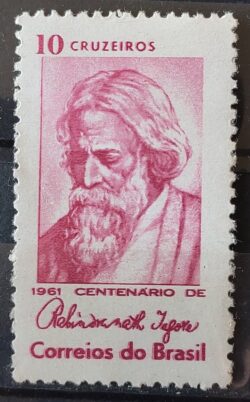 10 CRUZEIROS
1961 CENTENÁRIO DE
Rabindranath Tagore
Correios do Brasil